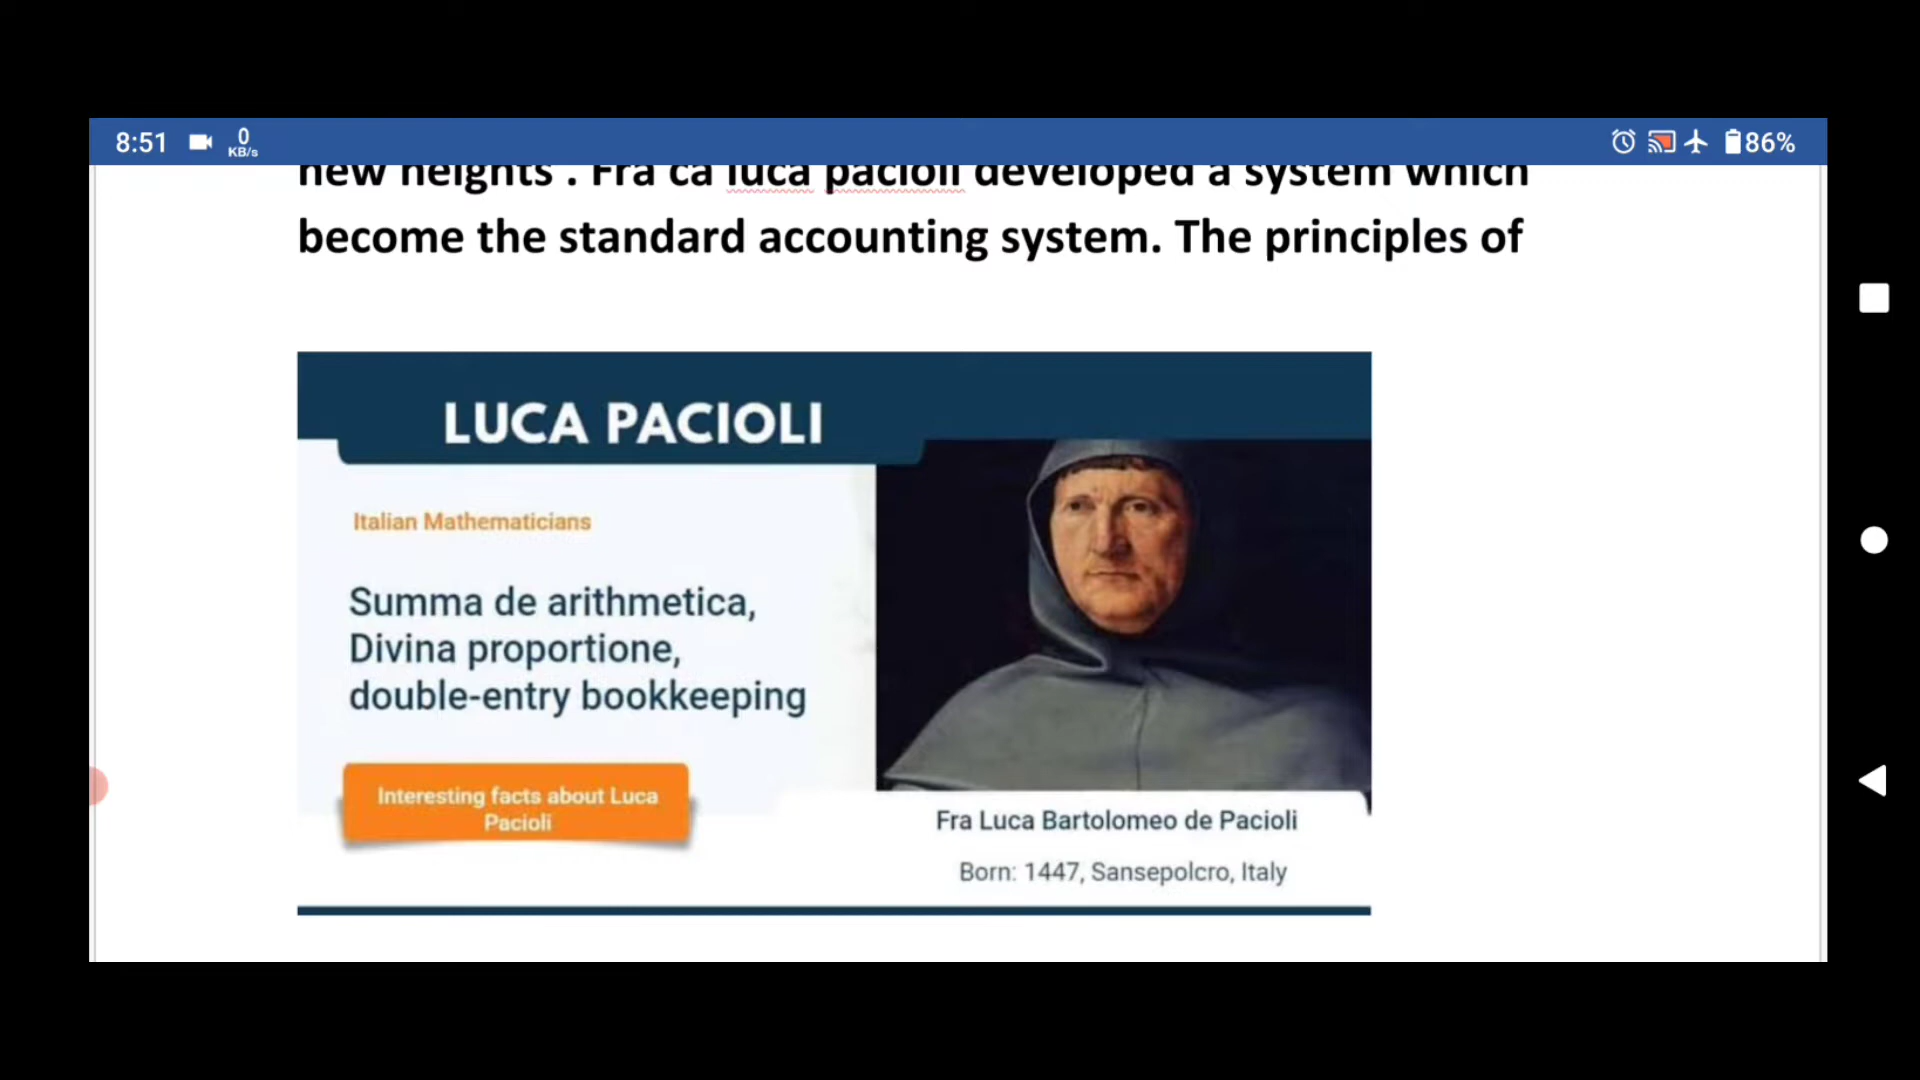 8:51 0 KB/s 86%
new heights . Fra ca luca pacioli developed a system which
become the standard accounting system. The principles of
LUCA PACIOLI
Italian Mathematicians
Summa de arithmetica,
Divina proportione,
double-entry bookkeeping
Interesting facts about Luca
Pacioli
Fra Luca Bartolomeo de Pacioli
Born: 1447, Sansepolcro, Italy